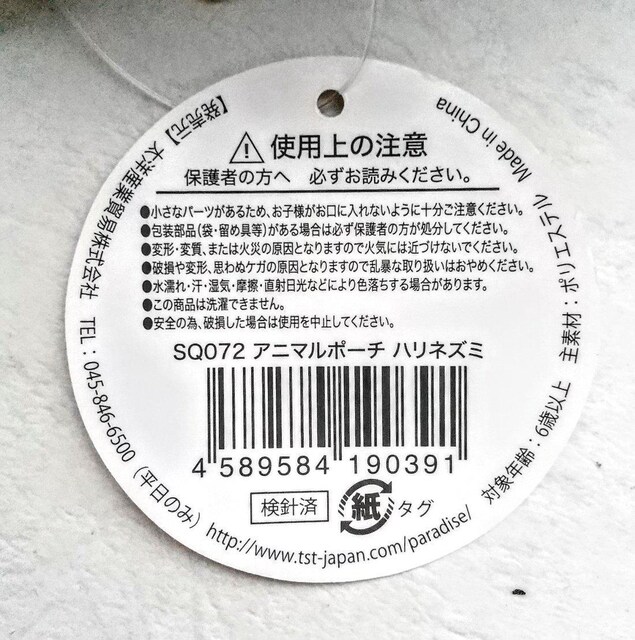 ⚠使用上の注意
保護者の方へ 必ずお読みください。
●小さなパーツがあるため、お子様がお口に入れないように十分ご注意ください。
●包装部品(袋・留め具等)がある場合は必ず保護者の方が処分してください。
●変形・変質、または火災の原因となりますので火気には近づけないでください。
●破損や変形、思わぬケガの原因となりますので乱暴な取り扱いはおやめください。
●水濡れ・汗・湿気・摩擦・直射日光などにより色落ちする場合があります。
●この商品は洗濯できません。
●安全の為、破損した場合は使用を中止してください。
SQ072 アニマルポーチ ハリネズミ
4 589584 190391
検針済
紙 タグ
【発売元】太洋産業貿易株式会社 TEL:045-846-6500(平日のみ)
http://www.tst-japan.com/paradise/
対象年齢:6歳以上 主素材:ポリエステル Made in China